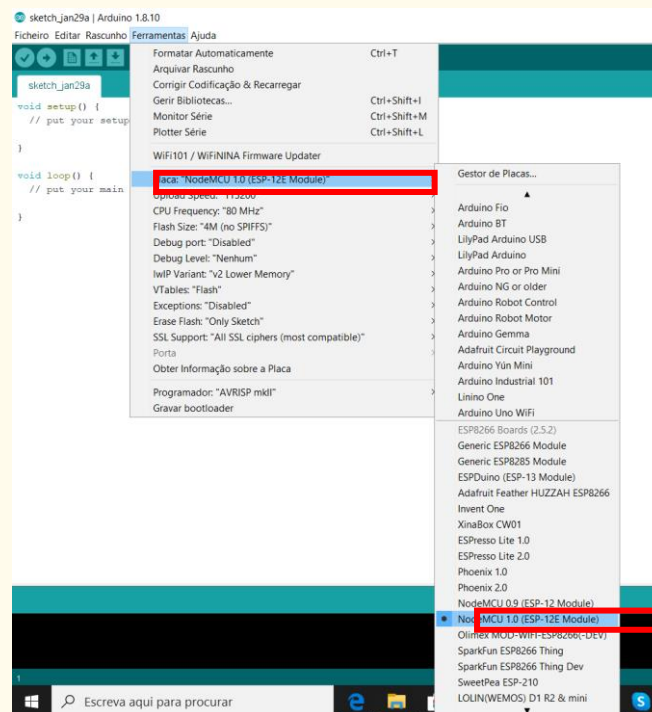 sketch_jan29a | Arduino 1.8.10
Ficheiro Editar Rascunho Ferramentas Ajuda
sketch_jan29a
void setup() {
// put your setup
}
void loop() {
// put your main
}
Formatar Automaticamente Ctrl+T
Arquivar Rascunho
Corrigir Codificação & Recarregar
Gerir Bibliotecas... Ctrl+Shift+I
Monitor Série Ctrl+Shift+M
Plotter Série Ctrl+Shift+L
WiFi101 / WiFiNINA Firmware Updater
Placa: "NodeMCU 1.0 (ESP-12E Module)"
Upload Speed: "115200"
CPU Frequency: "80 MHz"
Flash Size: "4M (no SPIFFS)"
Debug port: "Disabled"
Debug Level: "Nenhum"
lwIP Variant: "v2 Lower Memory"
VTables: "Flash"
Exceptions: "Disabled"
Erase Flash: "Only Sketch"
SSL Support: "All SSL ciphers (most compatible)"
Porta
Obter Informação sobre a Placa
Programador: "AVRISP mkII"
Gravar bootloader
Gestor de Placas...
Arduino Fio
Arduino BT
LilyPad Arduino USB
LilyPad Arduino
Arduino Pro or Pro Mini
Arduino NG or older
Arduino Robot Control
Arduino Robot Motor
Arduino Gemma
Adafruit Circuit Playground
Arduino Yún Mini
Arduino Industrial 101
Linino One
Arduino Uno WiFi
ESP8266 Boards (2.5.2)
Generic ESP8266 Module
Generic ESP8285 Module
ESPDuino (ESP-13 Module)
Adafruit Feather HUZZAH ESP8266
Invent One
XinaBox CW01
ESPresso Lite 1.0
ESPresso Lite 2.0
Phoenix 1.0
Phoenix 2.0
NodeMCU 0.9 (ESP-12 Module)
NodeMCU 1.0 (ESP-12E Module)
Olimex MOD-WIFI-ESP8266(-DEV)
SparkFun ESP8266 Thing
SparkFun ESP8266 Thing Dev
SweetPea ESP-210
LOLIN(WEMOS) D1 R2 & mini
1
Escreva aqui para procurar